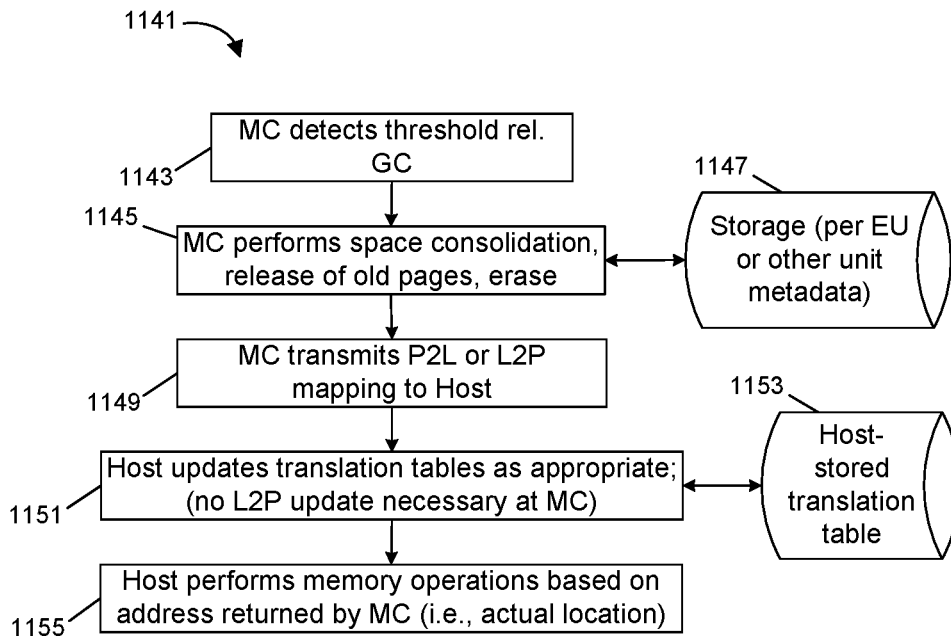 1141
MC detects threshold rel.
GC
1143
1145
MC performs space consolidation,
release of old pages, erase
1147
Storage (per EU
or other unit
metadata)
MC transmits P2L or L2P
mapping to Host
1149
1153
Host-
stored
translation
table
Host updates translation tables as appropriate;
(no L2P update necessary at MC)
1151
Host performs memory operations based on
address returned by MC (i.e., actual location)
1155